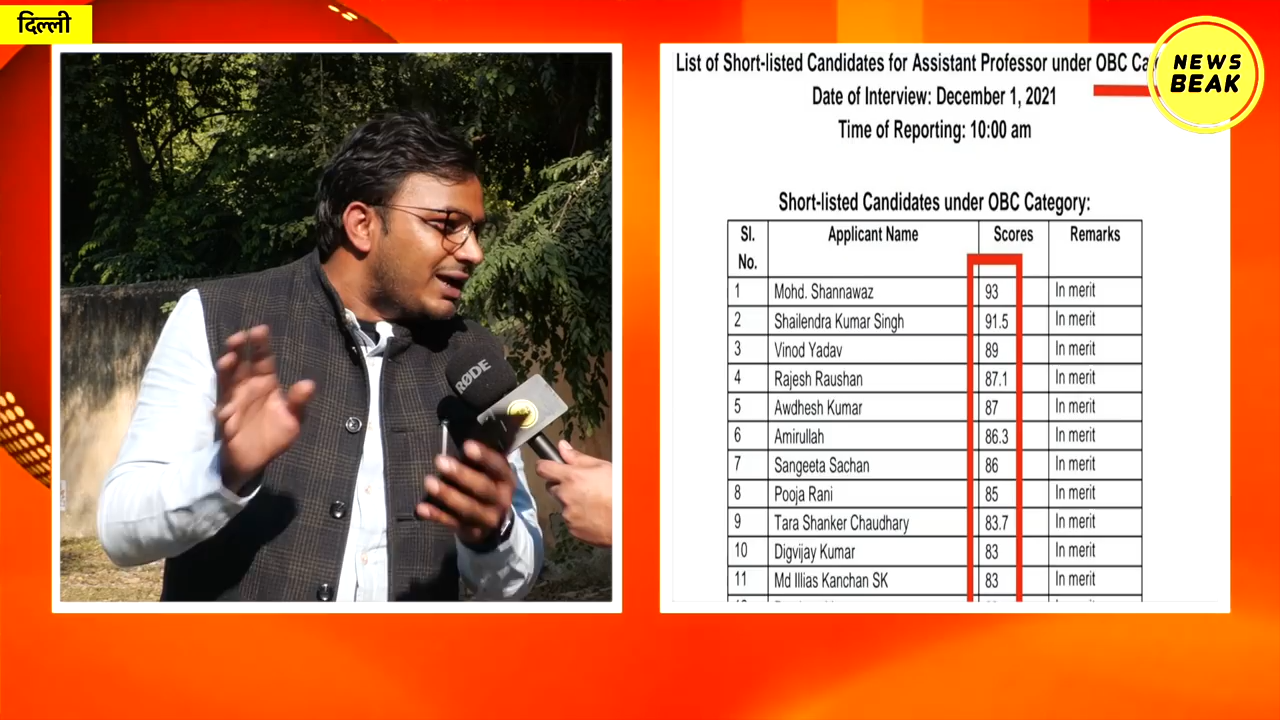 दिल्ली
NEWS
BEAK
RØDE
List of Short-listed Candidates for Assistant Professor under OBC
Date of Interview: December 1, 2021
Time of Reporting: 10:00 am
Short-listed Candidates under OBC Category:
Sl. No. Applicant Name Scores Remarks
1 Mohd. Shannawaz 93 In merit
2 Shailendra Kumar Singh 91.5 In merit
3 Vinod Yadav 89 In merit
4 Rajesh Raushan 87.1 In merit
5 Awdhesh Kumar 87 In merit
6 Amirullah 86.3 In merit
7 Sangeeta Sachan 86 In merit
8 Pooja Rani 85 In merit
9 Tara Shanker Chaudhary 83.7 In merit
10 Digvijay Kumar 83 In merit
11 Md Illias Kanchan SK 83 In merit